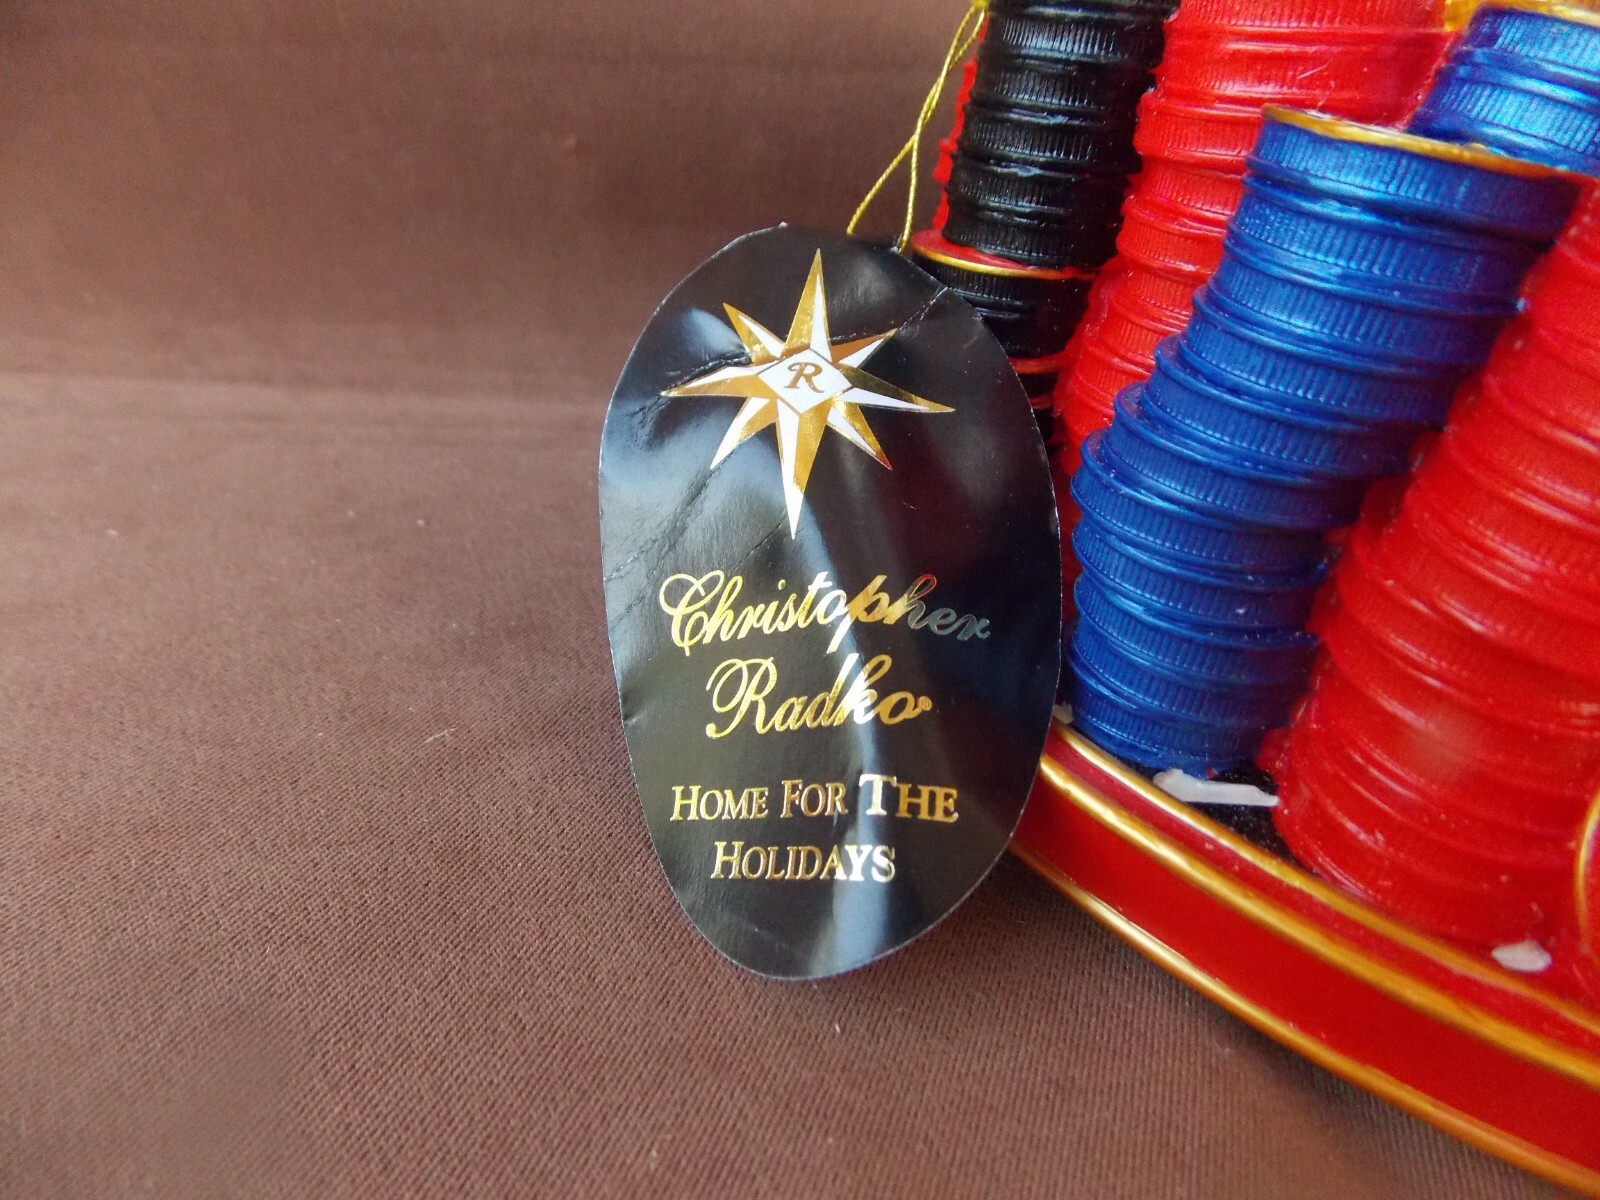 R
Christopher
Radko®
HOME FOR THE
HOLIDAYS